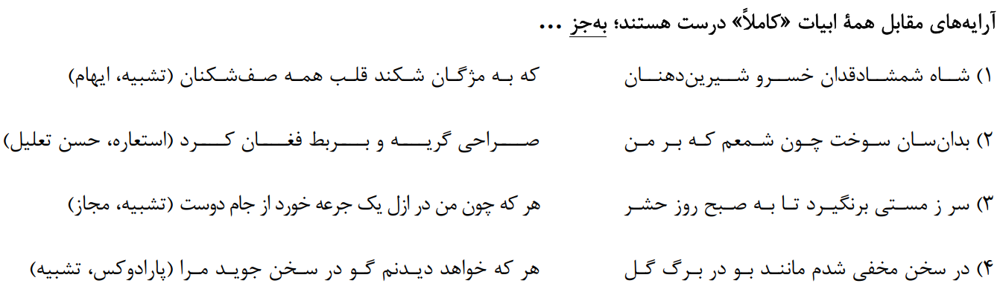 آرایه‌های مقابل همهٔ ابیات «کاملاً» درست هستند؛ به‌جز ...
۱) شاه شمشادقدان خسرو شیرین‌دهنان که به مژگان شکند قلب همه صف‌شکنان (تشبیه، ایهام)
۲) بدان‌سان سوخت چون شمعم که بر من صراحی گریه و بربط فغان کرد (استعاره، حسن تعلیل)
۳) سر ز مستی برنگیرد تا به صبح روز حشر هر که چون من در ازل یک جرعه خورد از جام دوست (تشبیه، مجاز)
۴) در سخن مخفی شدم مانند بو در برگ گل هر که خواهد دیدنم گو در سخن جوید مرا (پارادوکس، تشبیه)